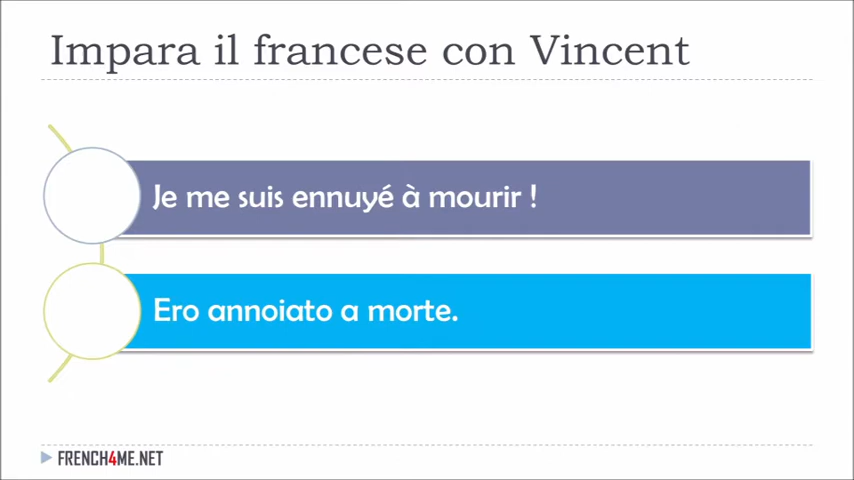 Impara il francese con Vincent
Je me suis ennuyé à mourir !
Ero annoiato a morte.
FRENCH4ME.NET